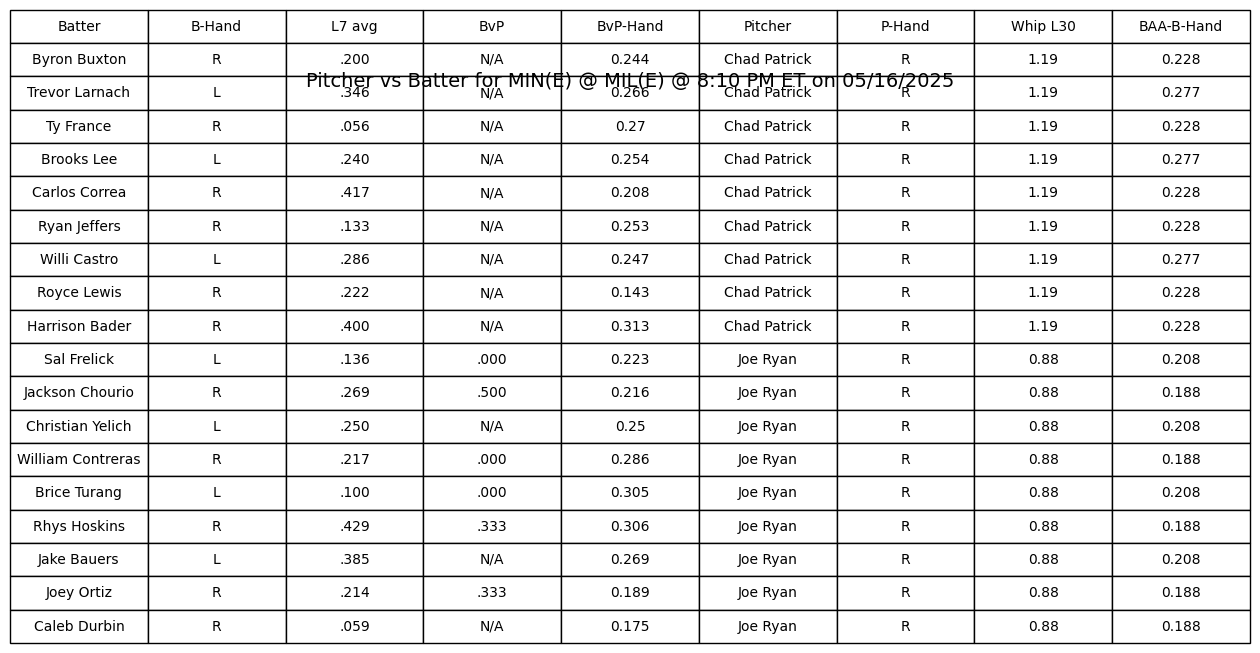 Batter B-Hand L7 avg BvP BvP-Hand Pitcher P-Hand Whip L30 BAA-B-Hand
Byron Buxton R .200 N/A 0.244 Chad Patrick R 1.19 0.228
Pitcher vs Batter for MIN(E) @ MIL(E) @ 8:10 PM ET on 05/16/2025
Trevor Larnach L .346 N/A 0.266 Chad Patrick R 1.19 0.277
Ty France R .056 N/A 0.27 Chad Patrick R 1.19 0.228
Brooks Lee L .240 N/A 0.254 Chad Patrick R 1.19 0.277
Carlos Correa R .417 N/A 0.208 Chad Patrick R 1.19 0.228
Ryan Jeffers R .133 N/A 0.253 Chad Patrick R 1.19 0.228
Willi Castro L .286 N/A 0.247 Chad Patrick R 1.19 0.277
Royce Lewis R .222 N/A 0.143 Chad Patrick R 1.19 0.228
Harrison Bader R .400 N/A 0.313 Chad Patrick R 1.19 0.228
Sal Frelick L .136 .000 0.223 Joe Ryan R 0.88 0.208
Jackson Chourio R .269 .500 0.216 Joe Ryan R 0.88 0.188
Christian Yelich L .250 N/A 0.25 Joe Ryan R 0.88 0.208
William Contreras R .217 .000 0.286 Joe Ryan R 0.88 0.188
Brice Turang L .100 .000 0.305 Joe Ryan R 0.88 0.208
Rhys Hoskins R .429 .333 0.306 Joe Ryan R 0.88 0.188
Jake Bauers L .385 N/A 0.269 Joe Ryan R 0.88 0.208
Joey Ortiz R .214 .333 0.189 Joe Ryan R 0.88 0.188
Caleb Durbin R .059 N/A 0.175 Joe Ryan R 0.88 0.188